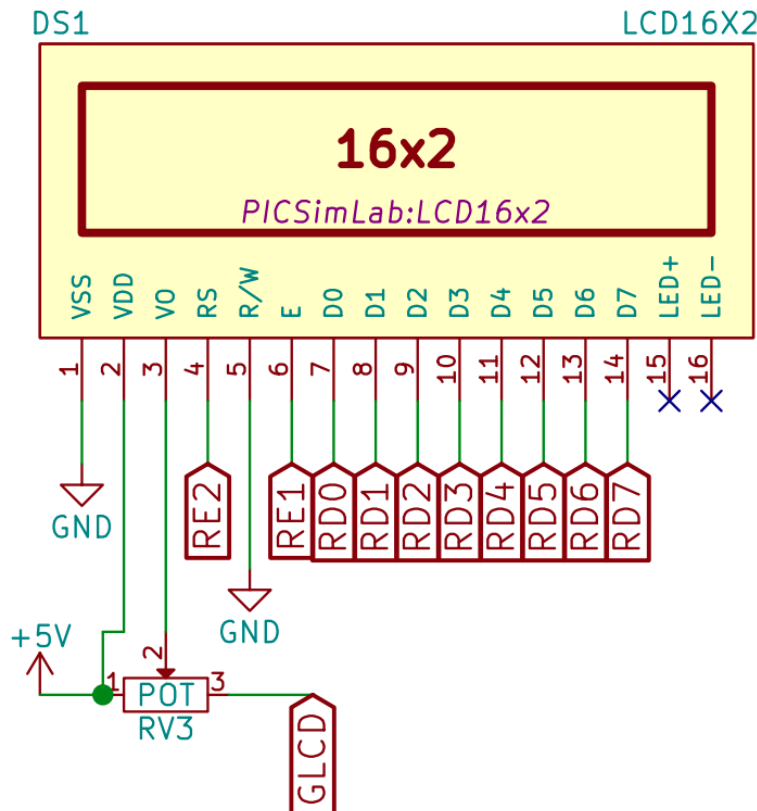 DS1 LCD16X2
16x2
PICSimLab:LCD16x2
VSS VDD VO RS R/W E D0 D1 D2 D3 D4 D5 D6 D7 LED+ LED-
1 2 3 4 5 6 7 8 9 10 11 12 13 14 15 16
RE2 RE1 RD0 RD1 RD2 RD3 RD4 RD5 RD6 RD7
GND
GND
+5V
2
1 POT 3
RV3
GLCD